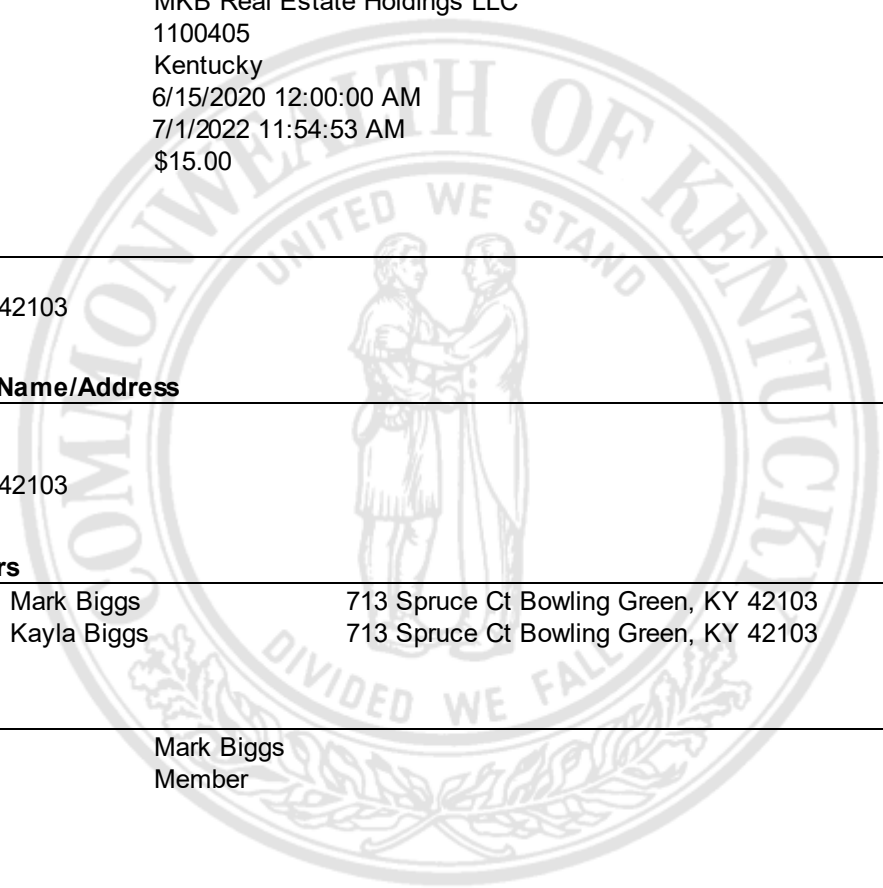 MKB Real Estate Holdings LLC
1100405
Kentucky
6/15/2020 12:00:00 AM
7/1/2022 11:54:53 AM
$15.00
42103
Name/Address
42103
rs
Mark Biggs 713 Spruce Ct Bowling Green, KY 42103
Kayla Biggs 713 Spruce Ct Bowling Green, KY 42103
Mark Biggs
Member
COMMONWEALTH OF KENTUCKY
UNITED WE STAND
DIVIDED WE FALL